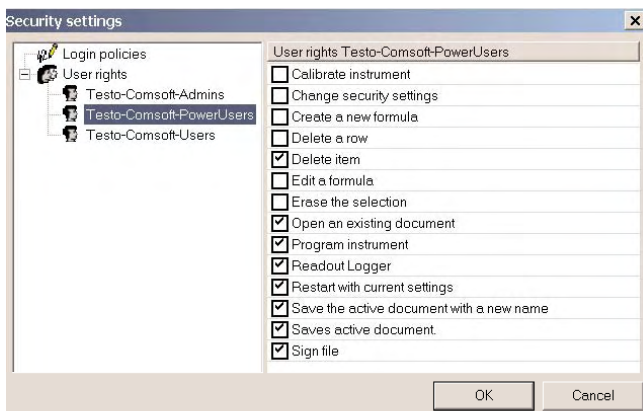 Security settings
Login policies
User rights
Testo-Comsoft-Admins
Testo-Comsoft-PowerUsers
Testo-Comsoft-Users
User rights Testo-Comsoft-PowerUsers
Calibrate instrument
Change security settings
Create a new formula
Delete a row
Delete item
Edit a formula
Erase the selection
Open an existing document
Program instrument
Readout Logger
Restart with current settings
Save the active document with a new name
Saves active document.
Sign file
OK
Cancel